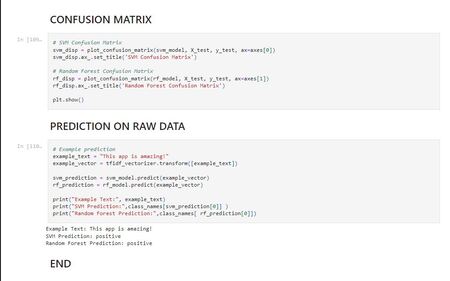 CONFUSION MATRIX
In [109…
# SVM Confusion Matrix
svm_disp = plot_confusion_matrix(svm_model, X_test, y_test, ax=axes[0])
svm_disp.ax_.set_title('SVM Confusion Matrix')
# Random Forest Confusion Matrix
rf_disp = plot_confusion_matrix(rf_model, X_test, y_test, ax=axes[1])
rf_disp.ax_.set_title('Random Forest Confusion Matrix')
plt.show()
PREDICTION ON RAW DATA
In [110…
# Example prediction
example_text = "This app is amazing!"
example_vector = tfidf_vectorizer.transform([example_text])
svm_prediction = svm_model.predict(example_vector)
rf_prediction = rf_model.predict(example_vector)
print("Example Text:", example_text)
print("SVM Prediction:",class_names[svm_prediction[0]] )
print("Random Forest Prediction:",class_names[ rf_prediction[0]])
Example Text: This app is amazing!
SVM Prediction: positive
Random Forest Prediction: positive
END